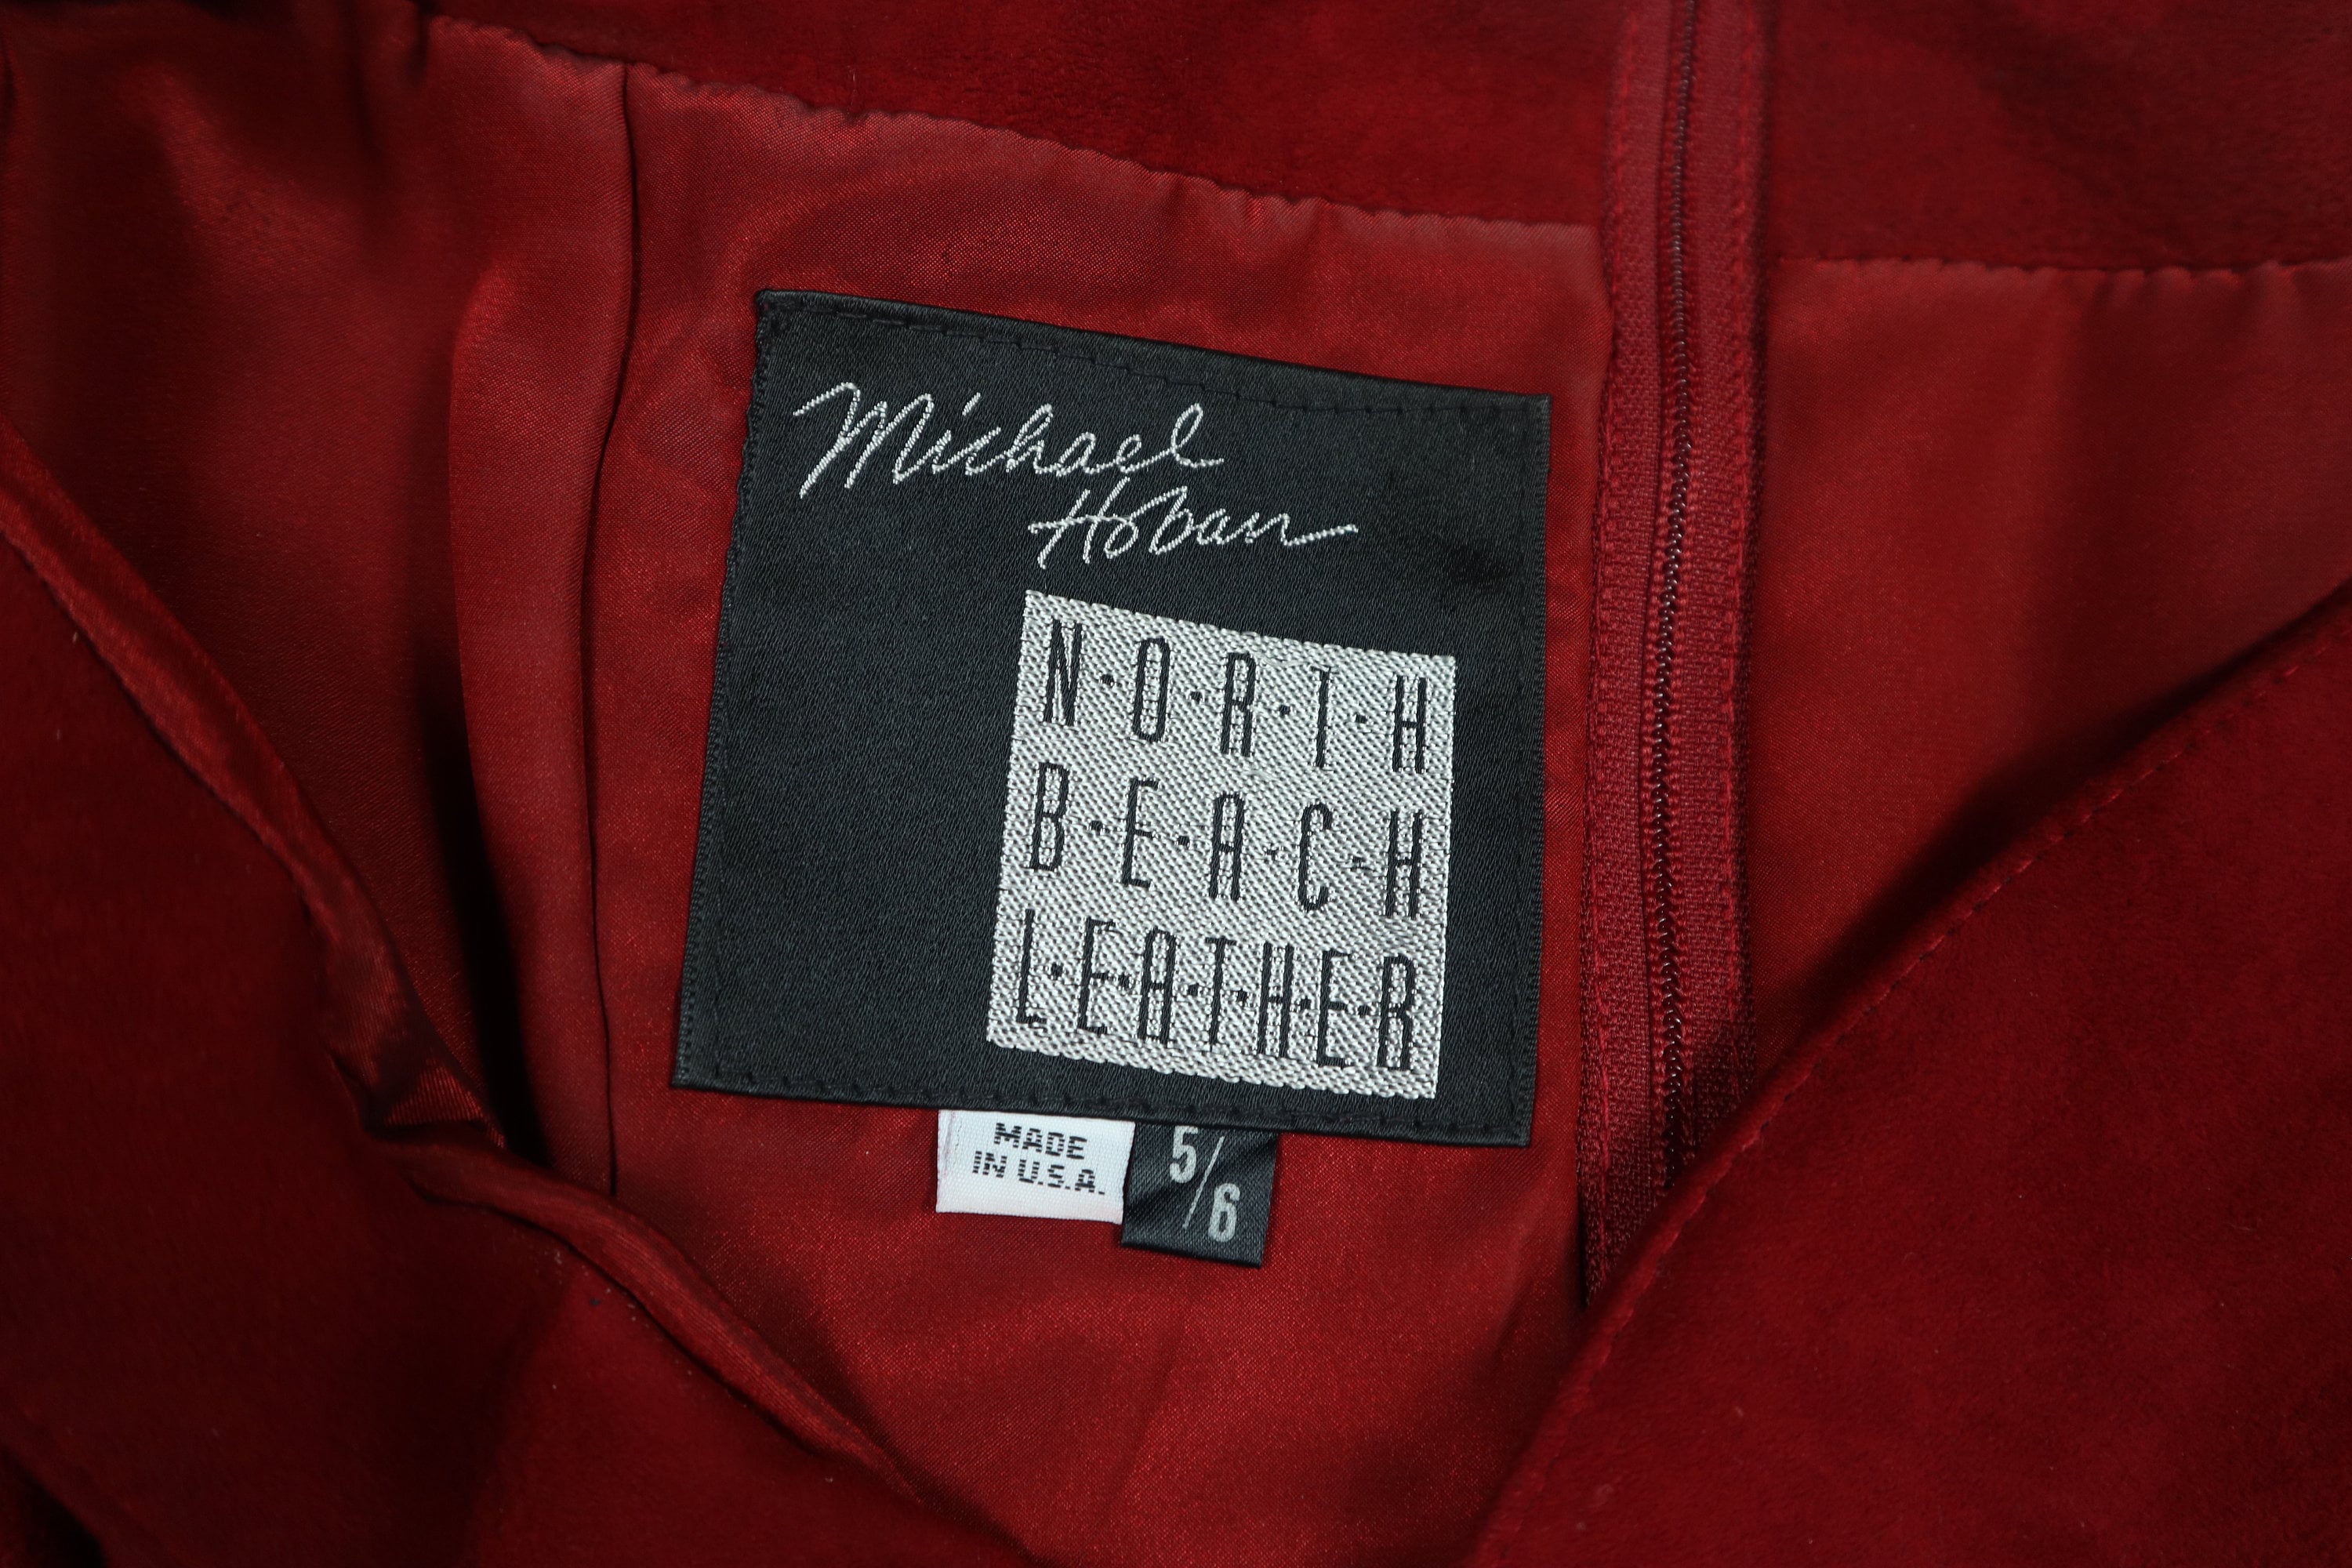 Michael
Hoban
N·O·R·T·H
B·E·A·C·H
L·E·A·T·H·E·R
MADE
IN U.S.A.
5/6